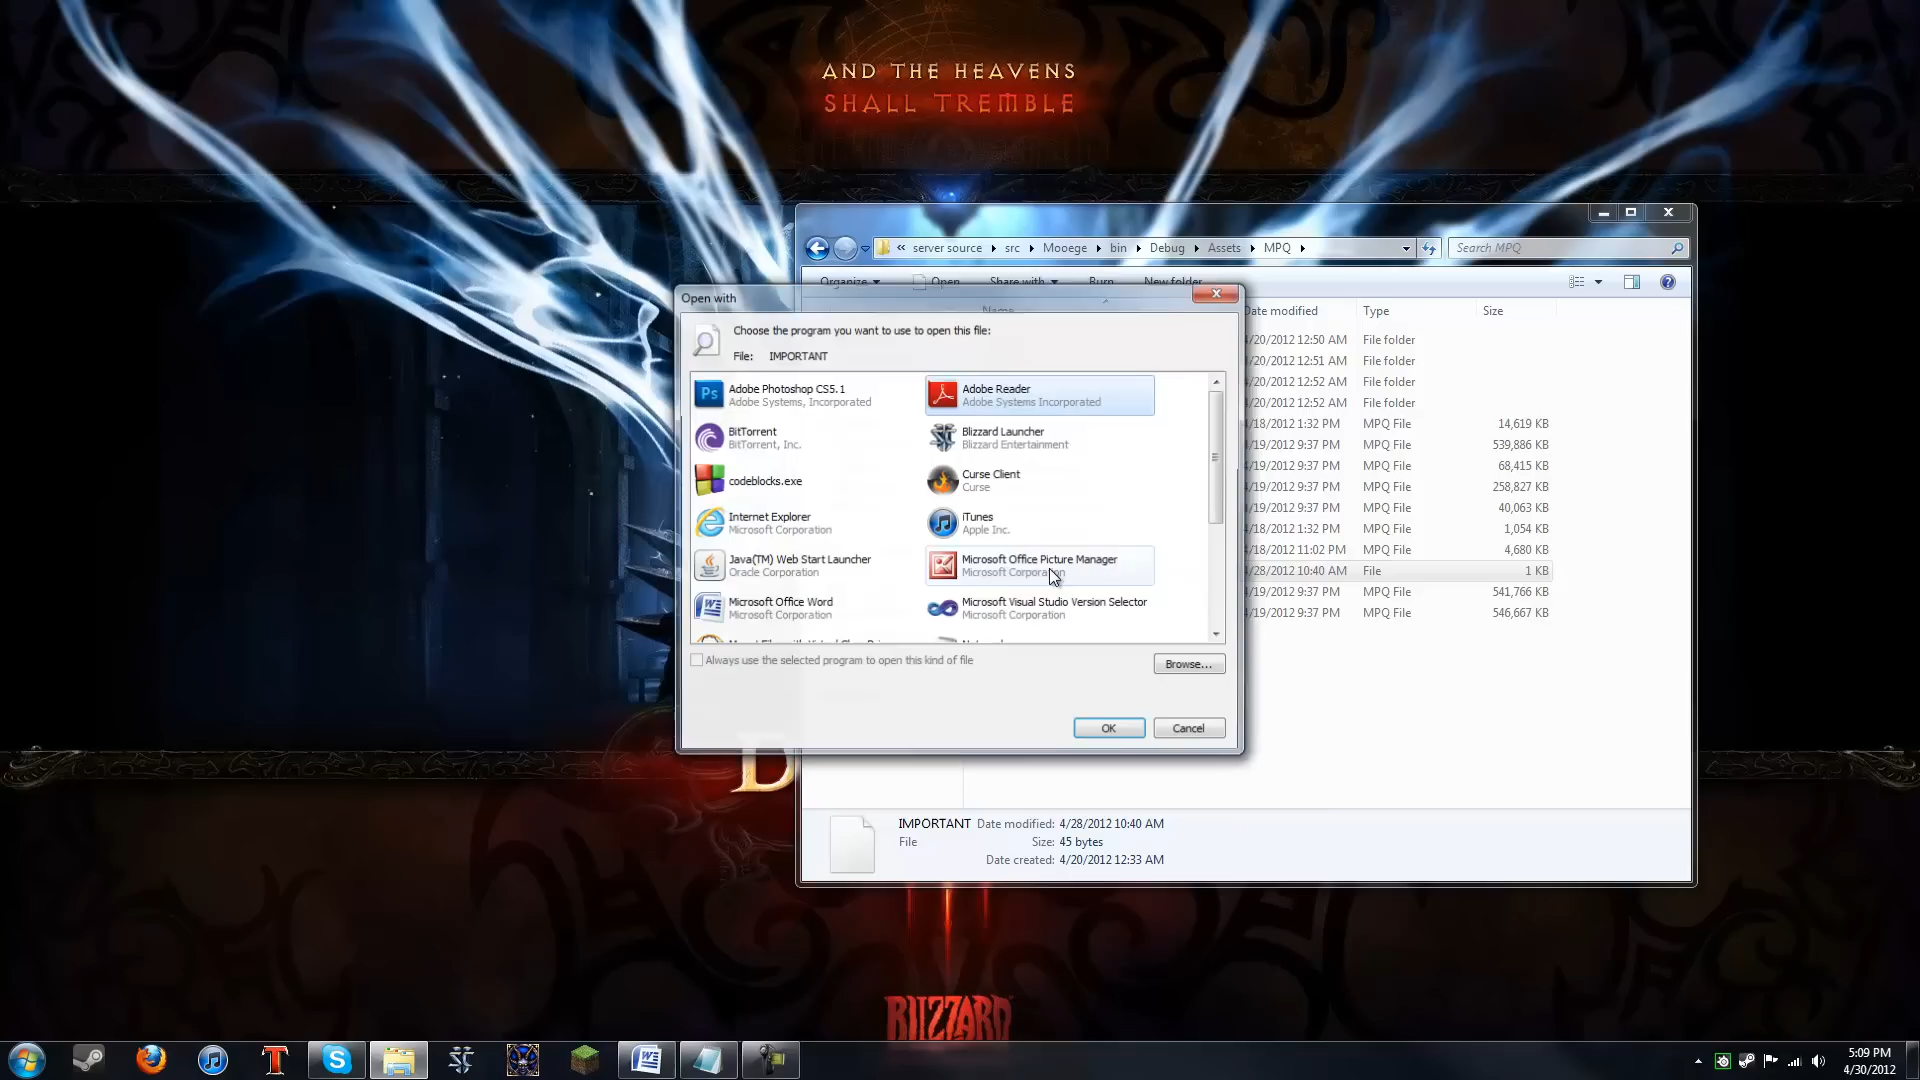 AND THE HEAVENS
SHALL TREMBLE
« server source src Mooege bin Debug Assets MPQ
Search MPQ
Organize Open Share with Burn New folder
Open with
Name Date modified Type Size
Choose the program you want to use to open this file:
File: IMPORTANT
Adobe Photoshop CS5.1
Adobe Systems, Incorporated
Adobe Reader
Adobe Systems Incorporated
BitTorrent
BitTorrent, Inc.
Blizzard Launcher
Blizzard Entertainment
codeblocks.exe
Curse Client
Curse
Internet Explorer
Microsoft Corporation
iTunes
Apple Inc.
Java(TM) Web Start Launcher
Oracle Corporation
Microsoft Office Picture Manager
Microsoft Corporation
Microsoft Office Word
Microsoft Corporation
Microsoft Visual Studio Version Selector
Microsoft Corporation
Always use the selected program to open this kind of file
Browse...
OK
Cancel
/20/2012 12:50 AM File folder
/20/2012 12:51 AM File folder
/20/2012 12:52 AM File folder
/20/2012 12:52 AM File folder
/18/2012 1:32 PM MPQ File 14,619 KB
/19/2012 9:37 PM MPQ File 539,886 KB
/19/2012 9:37 PM MPQ File 68,415 KB
/19/2012 9:37 PM MPQ File 258,827 KB
/19/2012 9:37 PM MPQ File 40,063 KB
/18/2012 1:32 PM MPQ File 1,054 KB
/18/2012 11:02 PM MPQ File 4,680 KB
/28/2012 10:40 AM File 1 KB
/19/2012 9:37 PM MPQ File 541,766 KB
/19/2012 9:37 PM MPQ File 546,667 KB
IMPORTANT Date modified: 4/28/2012 10:40 AM
File Size: 45 bytes
Date created: 4/20/2012 12:33 AM
D
BLIZZARD
5:09 PM
4/30/2012